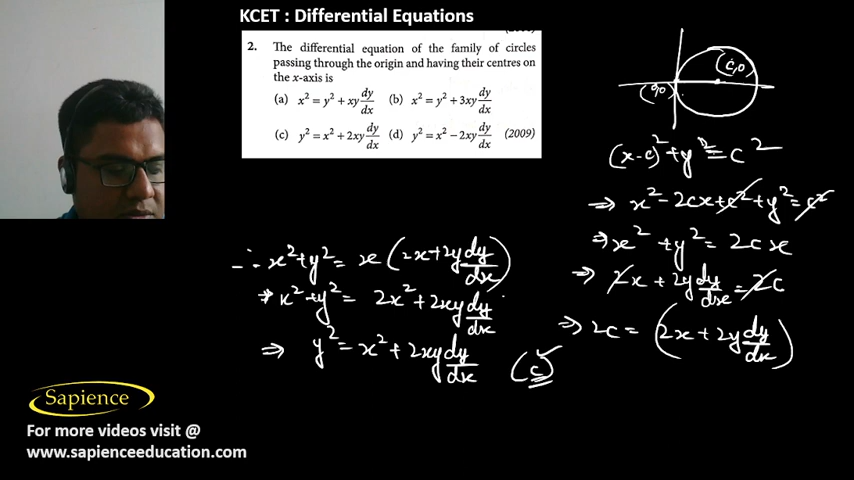 KCET : Differential Equations
2. The differential equation of the family of circles
passing through the origin and having their centres on
the x-axis is
(a) x² = y² + xy dy/dx (b) x² = y² + 3xy dy/dx
(c) y² = x² + 2xy dy/dx (d) y² = x² − 2xy dy/dx (2009)
(c,0)
(0,0)
(x-c)² + y² = c²
⇒ x² - 2cx + c² + y² = c²
⇒ x² + y² = 2cx
⇒ 2x + 2y dy/dx = 2c
⇒ 2c = (2x + 2y dy/dx)
∴ x² + y² = x (2x + 2y dy/dx)
⇒ x² + y² = 2x² + 2xy dy/dx
⇒ y² = x² + 2xy dy/dx (c)
Sapience
For more videos visit @
www.sapienceeducation.com